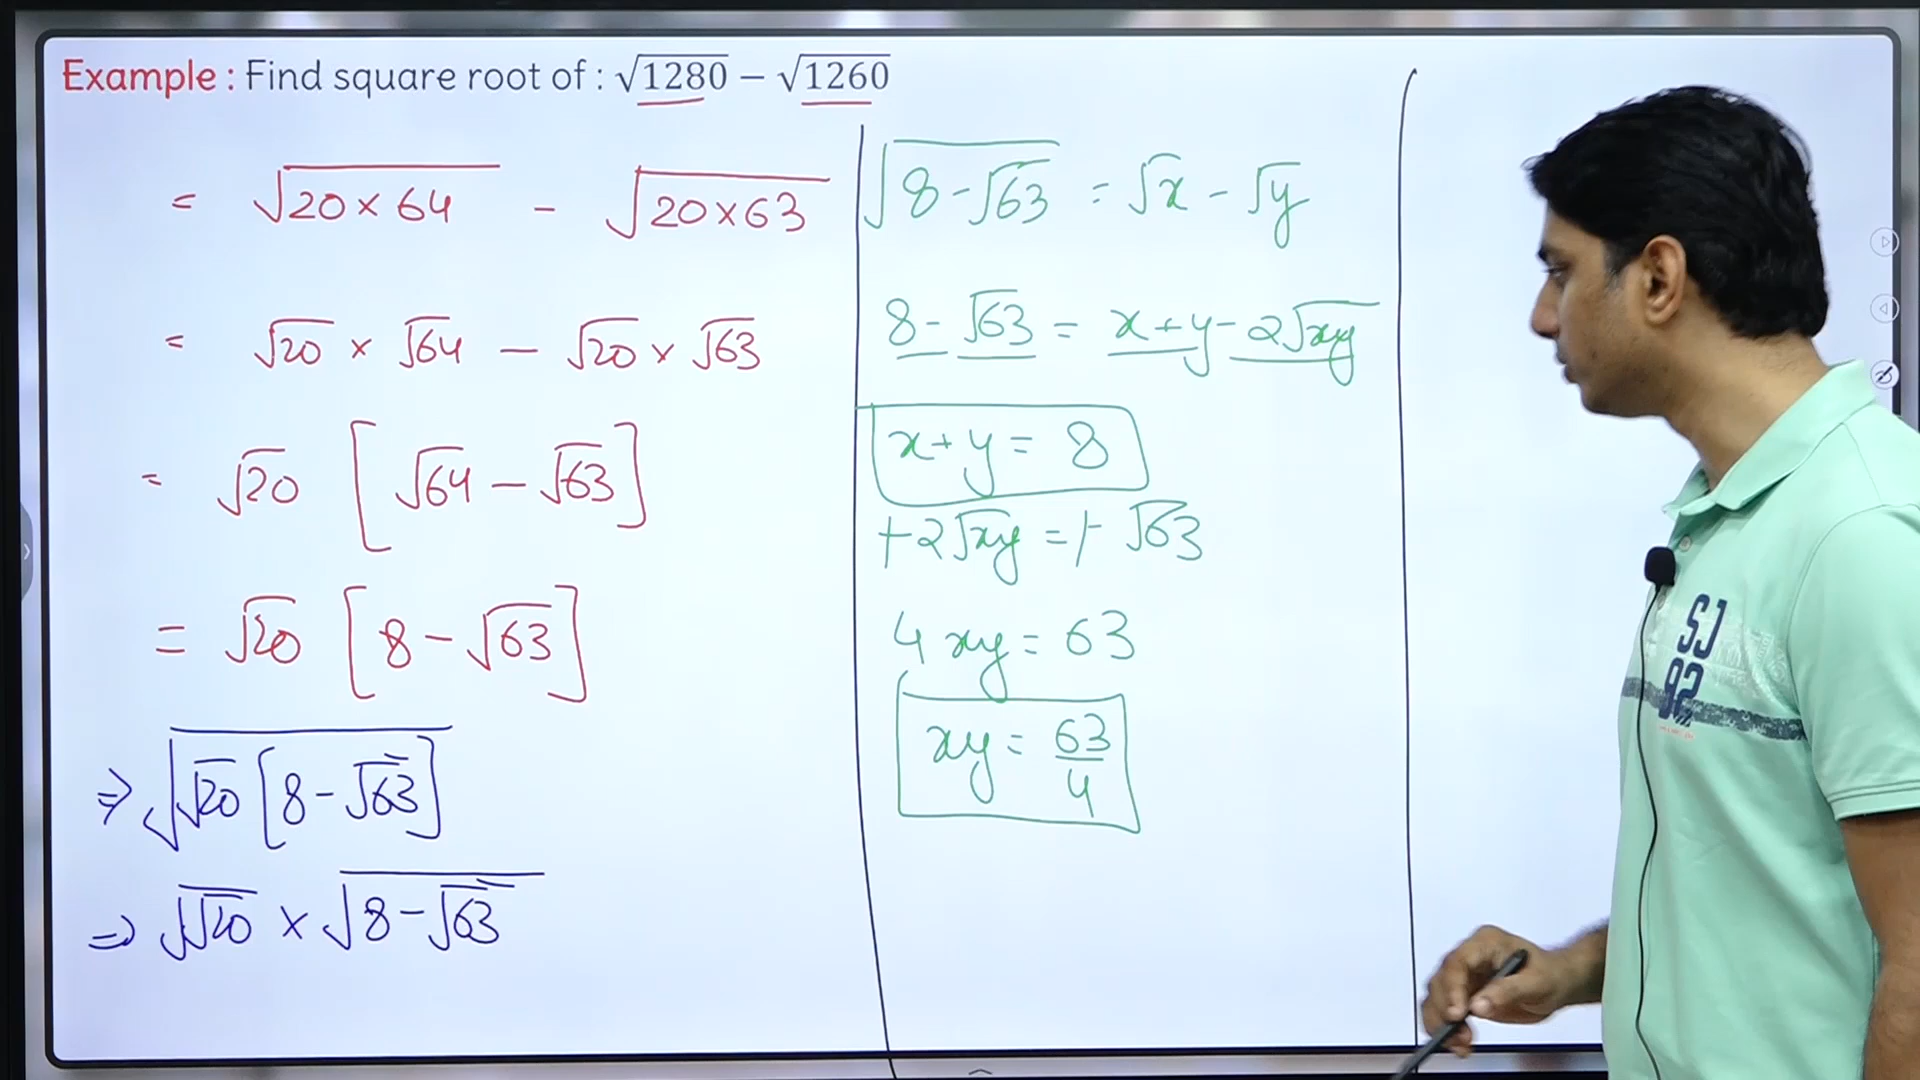 Example : Find square root of : √1280 − √1260
= √(20×64) − √(20×63)
= √20 × √64 − √20 × √63
= √20 [√64 − √63]
= √20 [8 − √63]
⇒ √(√20 [8 − √63])
⇒ √√20 × √(8 − √63)
√(8 − √63) = √x − √y
8 − √63 = x + y − 2√xy
x + y = 8
+2√xy = + √63
4xy = 63
xy = 63/4
SJ
92